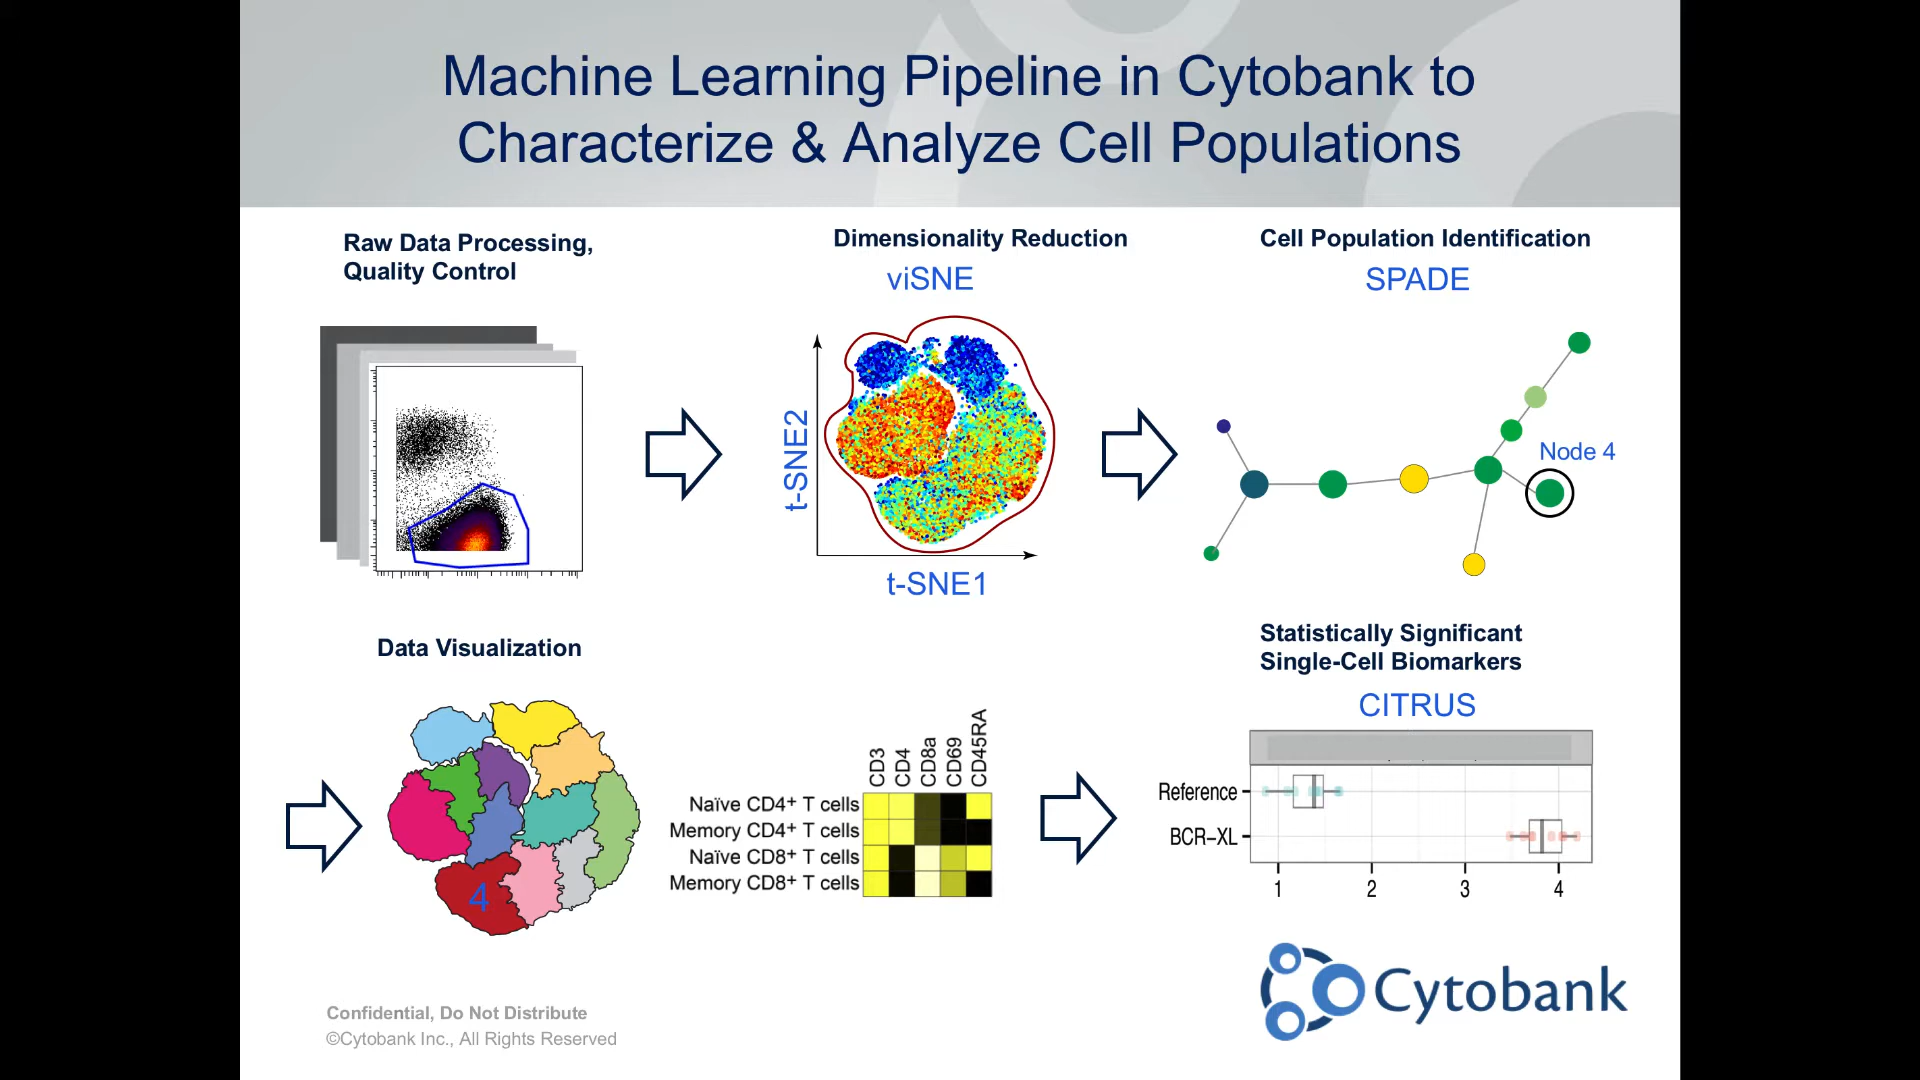 Machine Learning Pipeline in Cytobank to
Characterize & Analyze Cell Populations
Raw Data Processing,
Quality Control
Dimensionality Reduction
viSNE
t-SNE2
t-SNE1
Cell Population Identification
SPADE
Node 4
Data Visualization
4
CD3
CD4
CD8a
CD69
CD45RA
Naïve CD4+ T cells
Memory CD4+ T cells
Naïve CD8+ T cells
Memory CD8+ T cells
Statistically Significant
Single-Cell Biomarkers
CITRUS
Reference
BCR-XL
1 2 3 4
Cytobank
Confidential, Do Not Distribute
©Cytobank Inc., All Rights Reserved